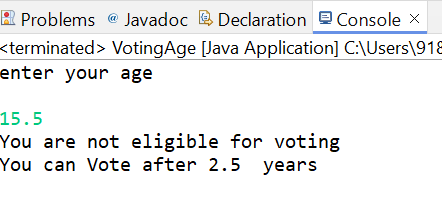 Problems @ Javadoc Declaration Console ×
<terminated> VotingAge [Java Application] C:\Users\918
enter your age
15.5
You are not eligible for voting
You can Vote after 2.5  years